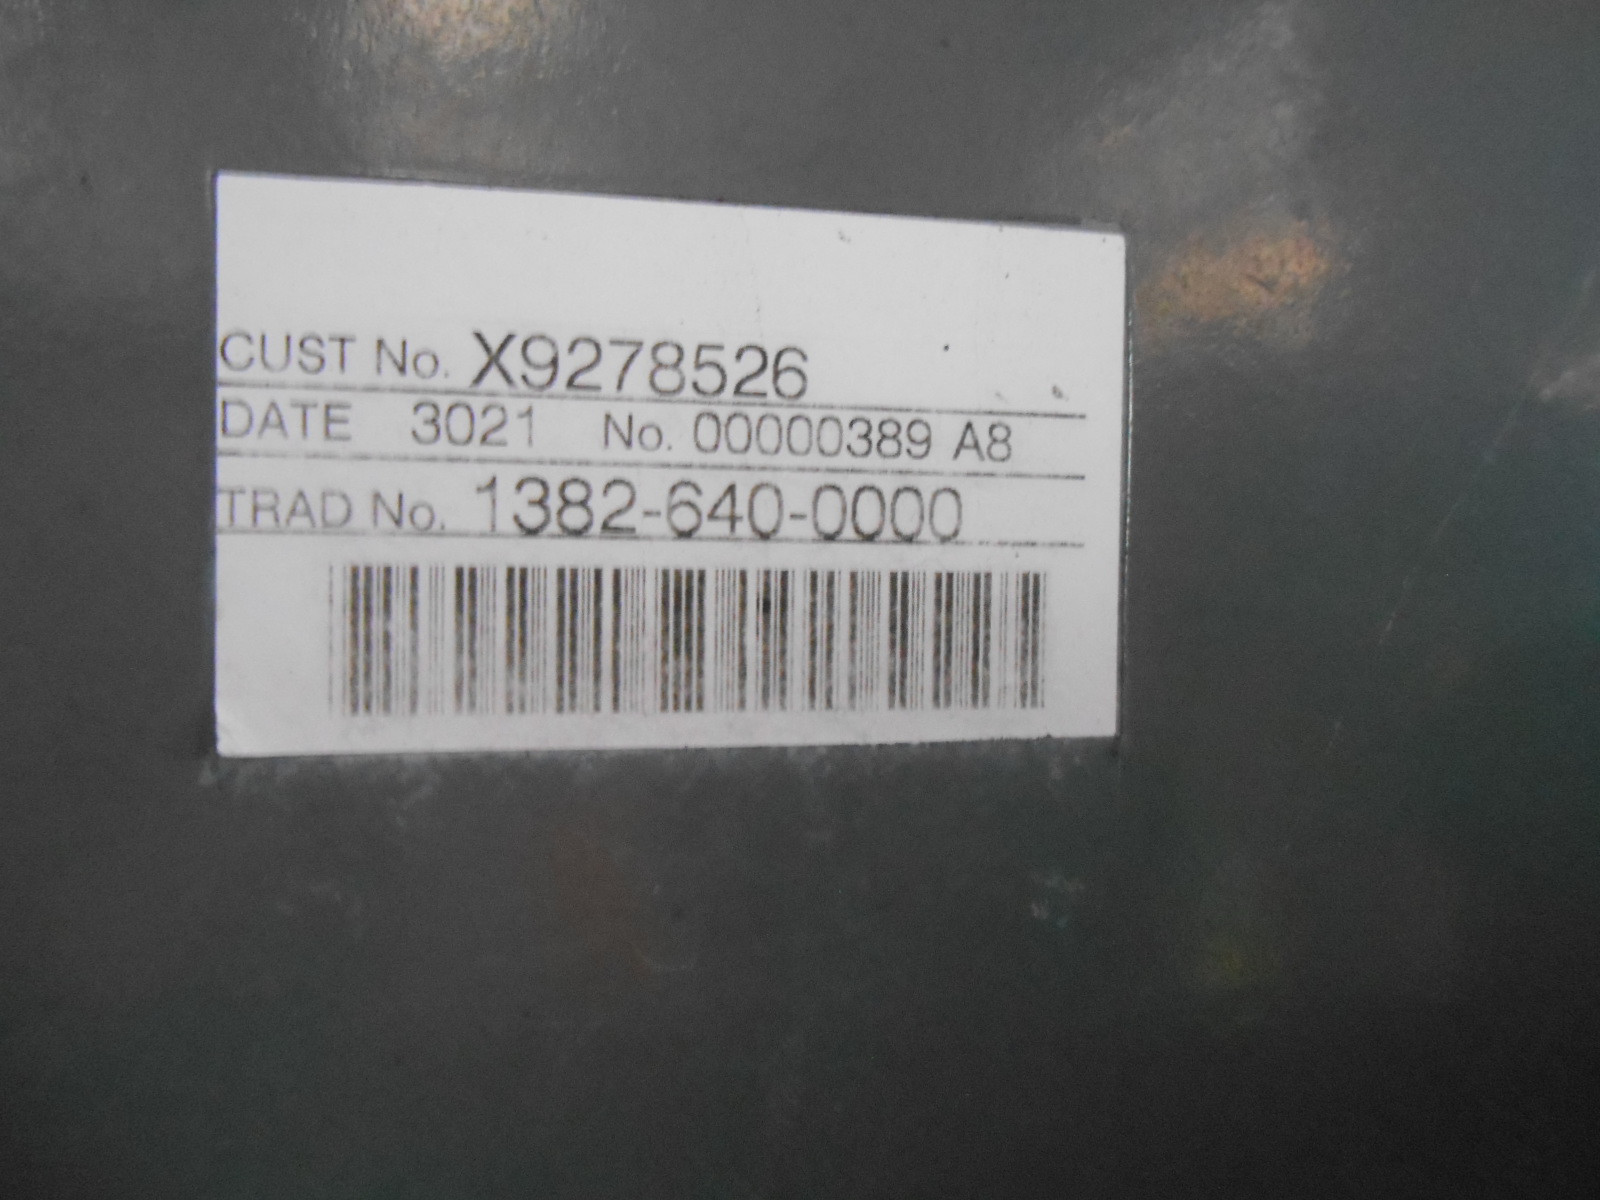 CUST No. X9278526
DATE 3021 No. 00000389 A8
TRAD No. 1382-640-0000